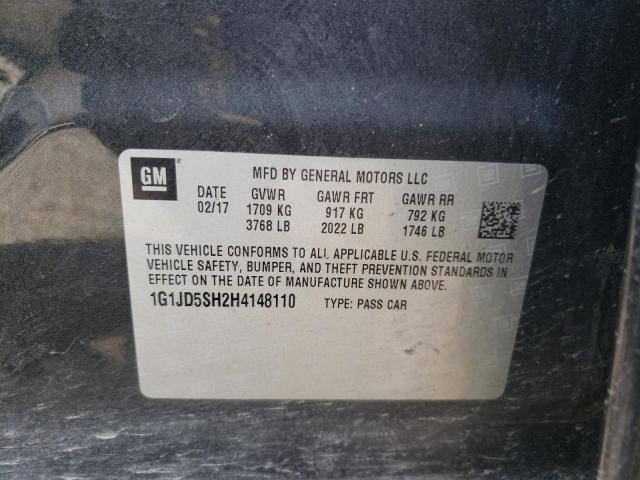 GM
MFD BY GENERAL MOTORS LLC
DATE GVWR GAWR FRT GAWR RR
02/17 1709 KG 917 KG 792 KG
3768 LB 2022 LB 1746 LB
THIS VEHICLE CONFORMS TO ALL APPLICABLE U.S. FEDERAL MOTOR
VEHICLE SAFETY, BUMPER, AND THEFT PREVENTION STANDARDS IN
EFFECT ON THE DATE OF MANUFACTURE SHOWN ABOVE.
1G1JD5SH2H4148110 TYPE: PASS CAR